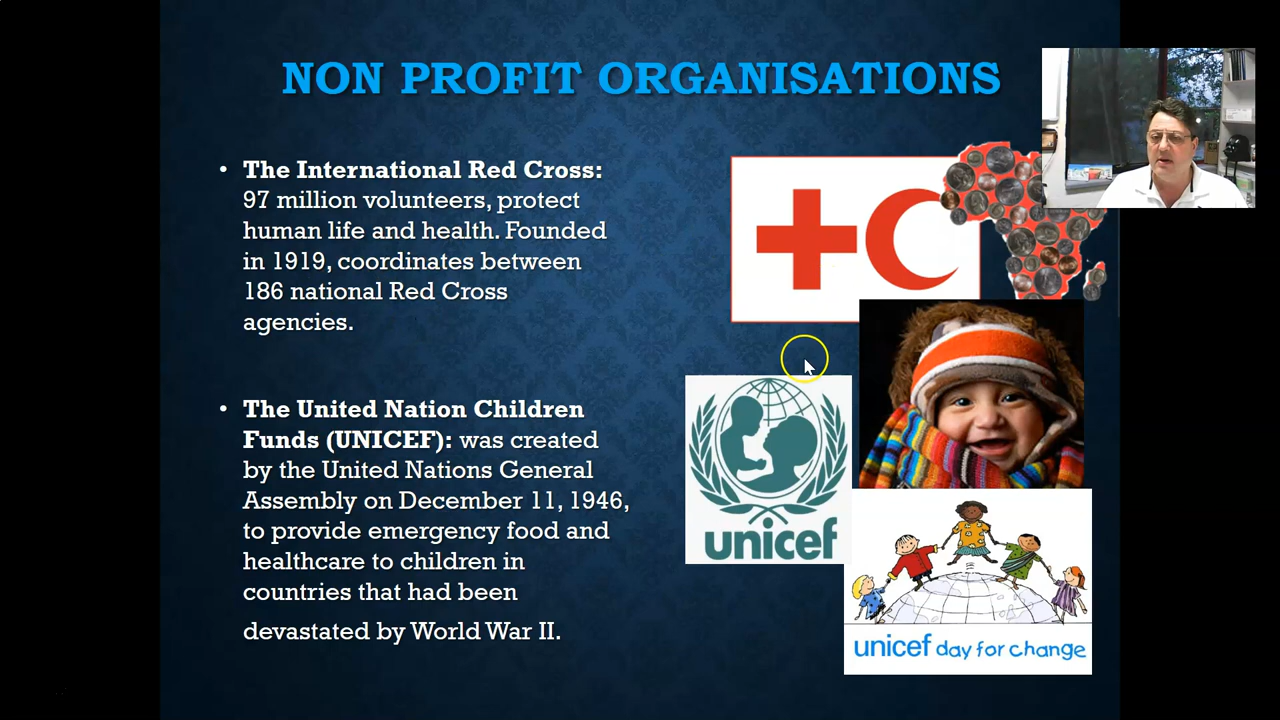 NON PROFIT ORGANISATIONS
• The International Red Cross:
97 million volunteers, protect
human life and health. Founded
in 1919, coordinates between
186 national Red Cross
agencies.
• The United Nation Children
Funds (UNICEF): was created
by the United Nations General
Assembly on December 11, 1946,
to provide emergency food and
healthcare to children in
countries that had been
devastated by World War II.
unicef
unicef day for change